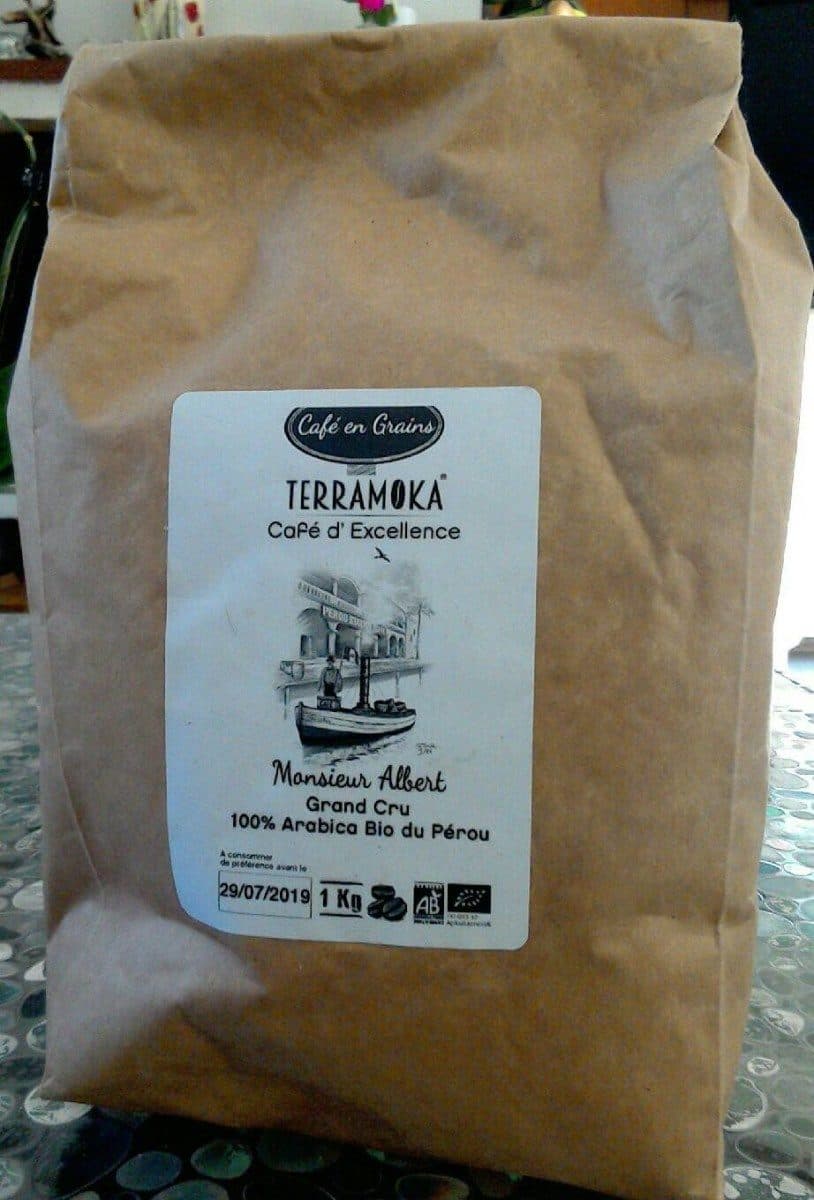 Café en Grains
TERRAMOKA®
Café d' Excellence
Monsieur Albert
Grand Cru
100% Arabica Bio du Pérou
A consommer
de préférence avant le
29/07/2019
1 Kg
AB